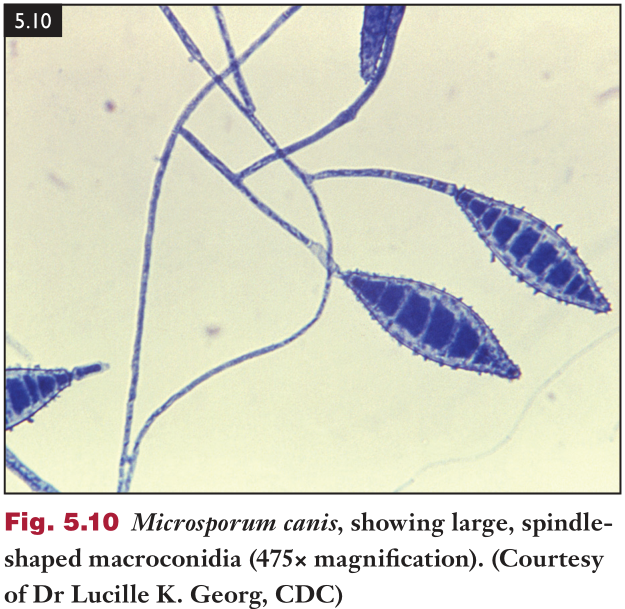 5.10
Fig. 5.10 Microsporum canis, showing large, spindle-
shaped macroconidia (475× magnification). (Courtesy
of Dr Lucille K. Georg, CDC)